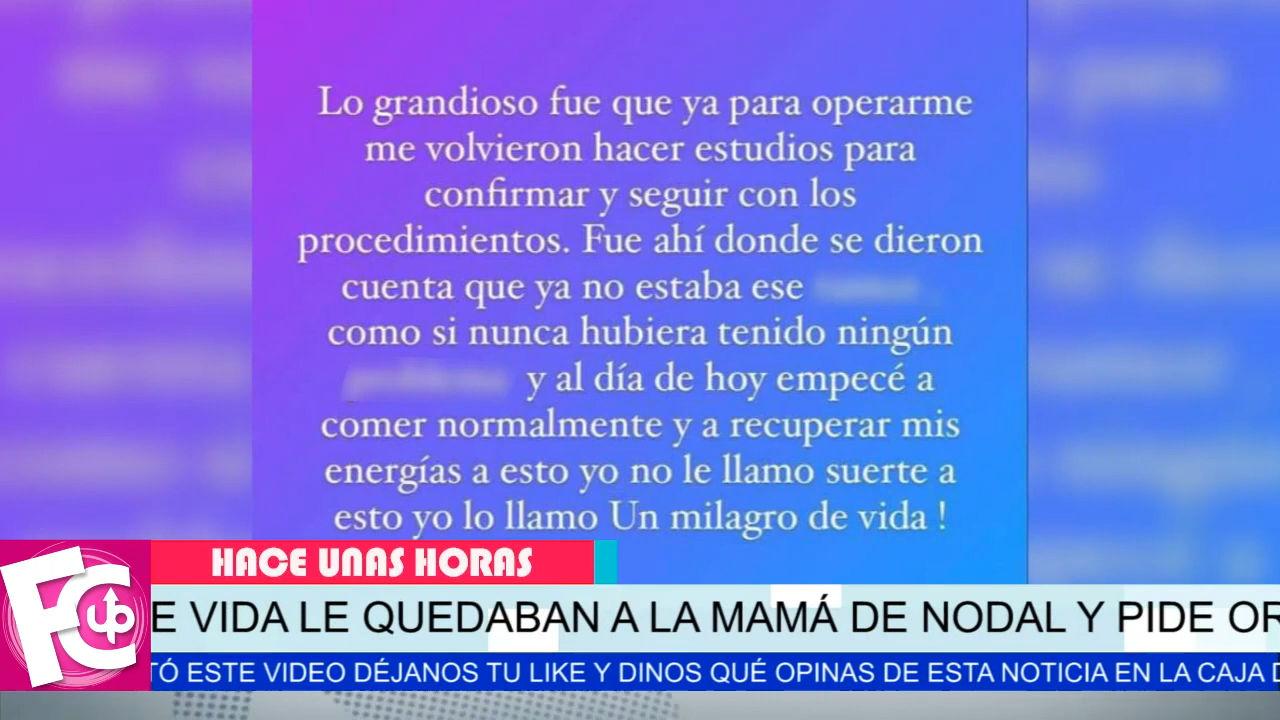 Lo grandioso fue que ya para operarme
me volvieron hacer estudios para
confirmar y seguir con los
procedimientos. Fue ahí donde se dieron
cuenta que ya no estaba ese
como si nunca hubiera tenido ningún
y al día de hoy empecé a
comer normalmente y a recuperar mis
energías a esto yo no le llamo suerte a
esto yo lo llamo Un milagro de vida !
HACE UNAS HORAS
FC up
E VIDA LE QUEDABAN A LA MAMÁ DE NODAL Y PIDE OR
TÓ ESTE VIDEO DÉJANOS TU LIKE Y DINOS QUÉ OPINAS DE ESTA NOTICIA EN LA CAJA D